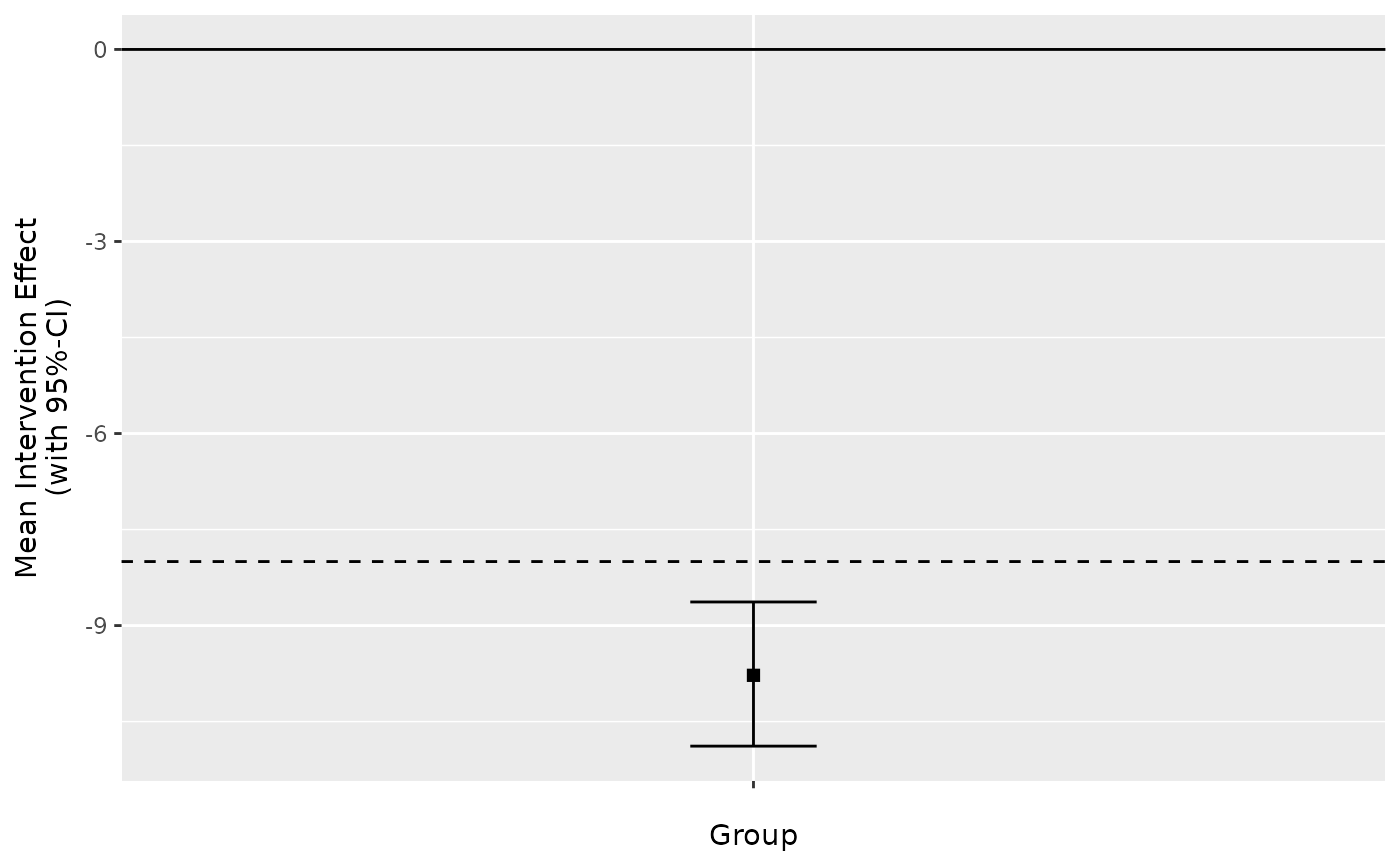 Mean Intervention Effect
(with 95%-CI)
0
-3
-6
-9
Group